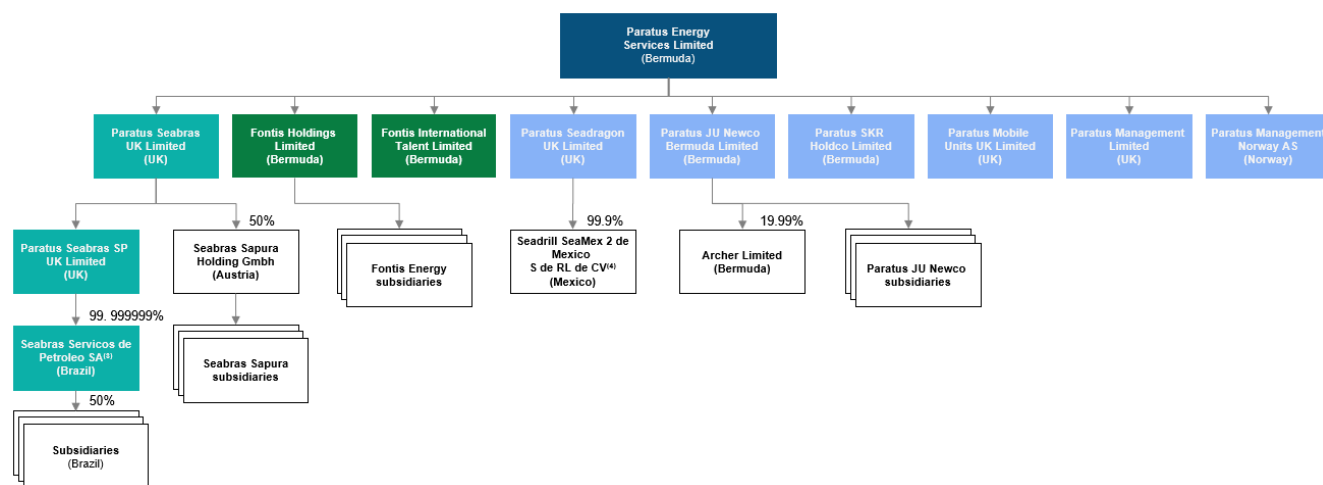 Paratus Energy
Services Limited
(Bermuda)
Paratus Seabras
UK Limited
(UK)
Fontis Holdings
Limited
(Bermuda)
Fontis International
Talent Limited
(Bermuda)
Paratus Seadragon
UK Limited
(UK)
Paratus JU Newco
Bermuda Limited
(Bermuda)
Paratus SKR
Holdco Limited
(Bermuda)
Paratus Mobile
Units UK Limited
(UK)
Paratus Management
Limited
(UK)
Paratus Management
Norway AS
(Norway)
50%
99.9%
19.99%
Paratus Seabras SP
UK Limited
(UK)
Seabras Sapura
Holding Gmbh
(Austria)
Fontis Energy
subsidiaries
Seadrill SeaMex 2 de
Mexico
S de RL de CV(4)
(Mexico)
Archer Limited
(Bermuda)
Paratus JU Newco
subsidiaries
99. 999999%
Seabras Servicos de
Petroleo SA(3)
(Brazil)
Seabras Sapura
subsidiaries
50%
Subsidiaries
(Brazil)